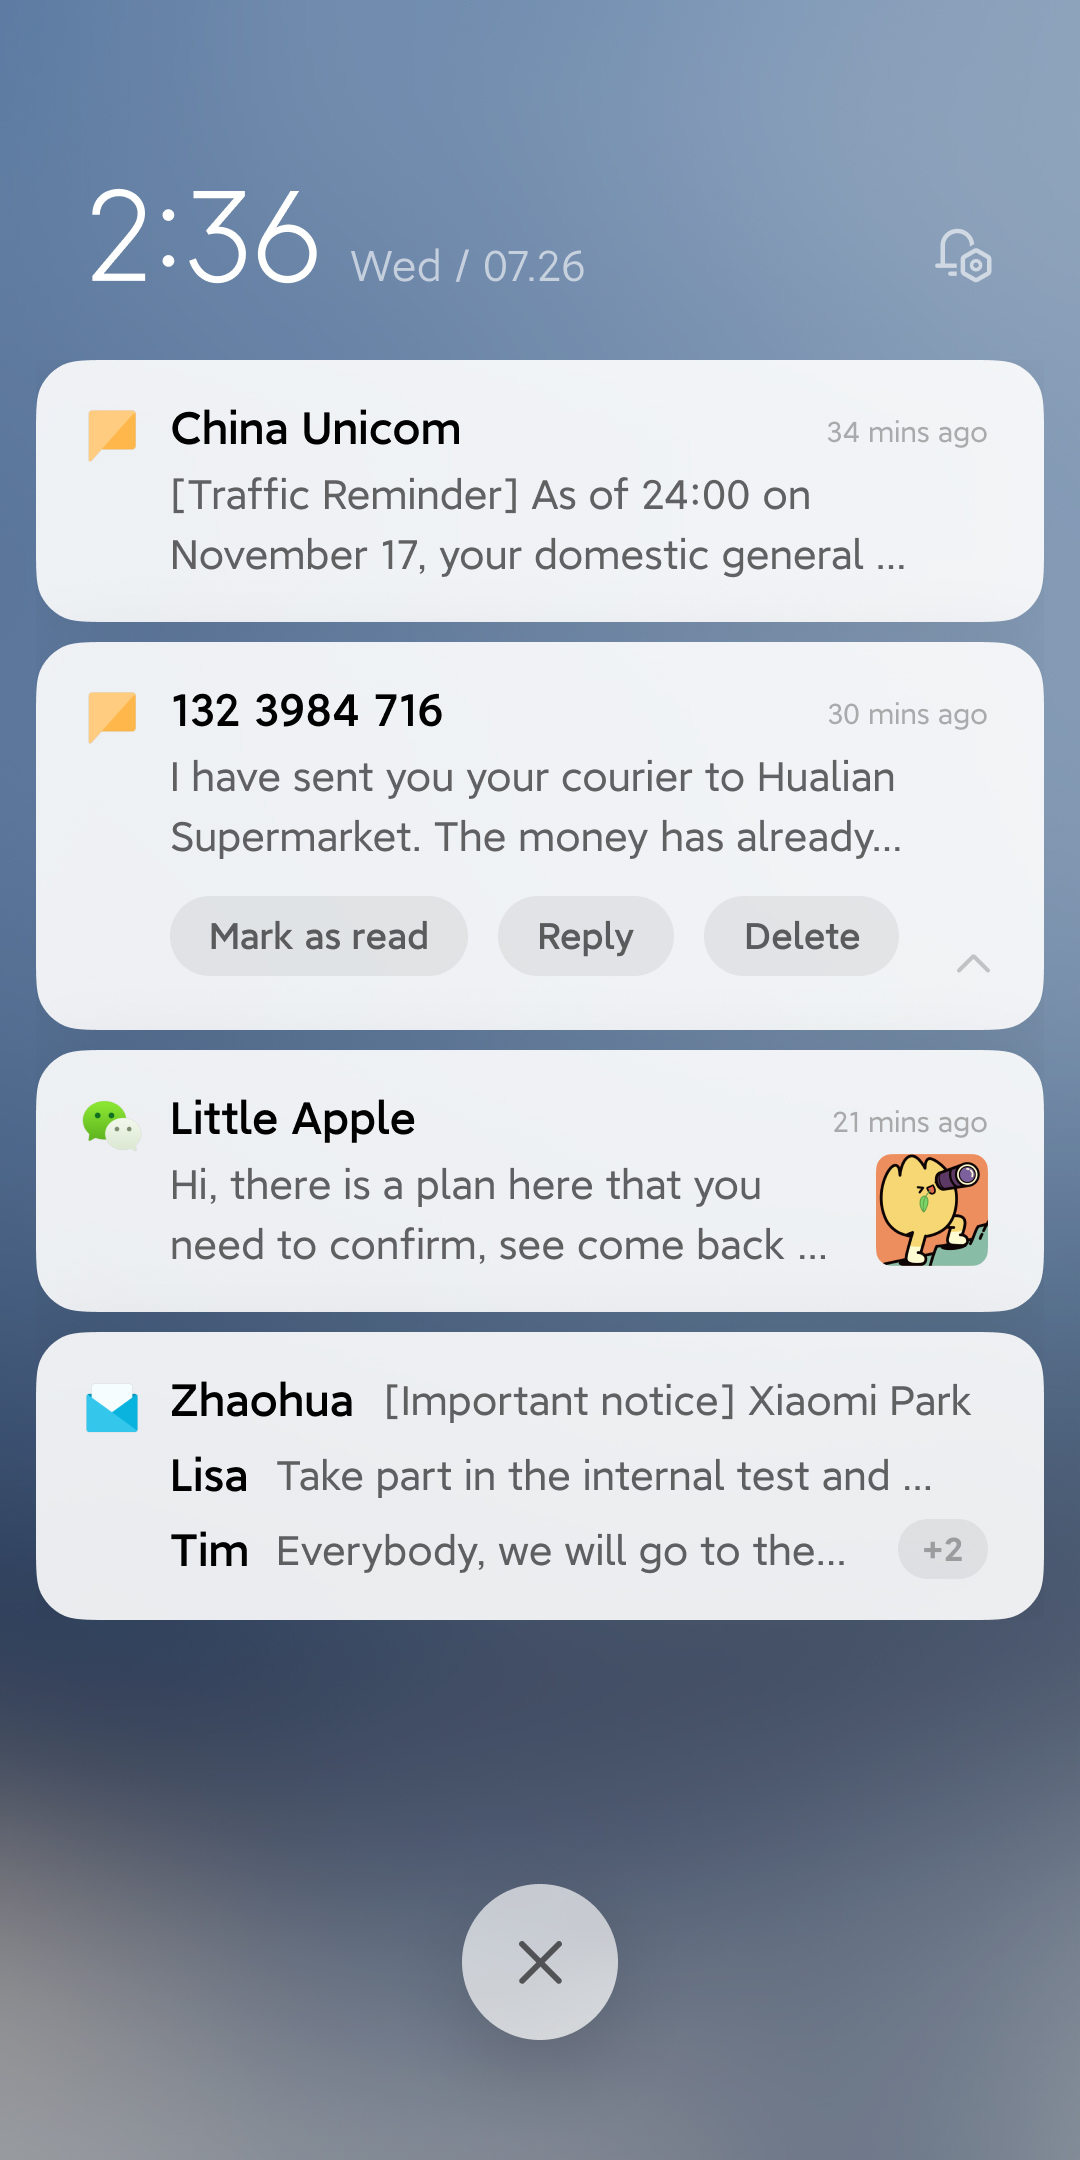 2:36 Wed / 07.26
China Unicom 34 mins ago
[Traffic Reminder] As of 24:00 on
November 17, your domestic general ...
132 3984 716 30 mins ago
I have sent you your courier to Hualian
Supermarket. The money has already...
Mark as read Reply Delete
Little Apple 21 mins ago
Hi, there is a plan here that you
need to confirm, see come back ...
Zhaohua [Important notice] Xiaomi Park
Lisa Take part in the internal test and ...
Tim Everybody, we will go to the... +2